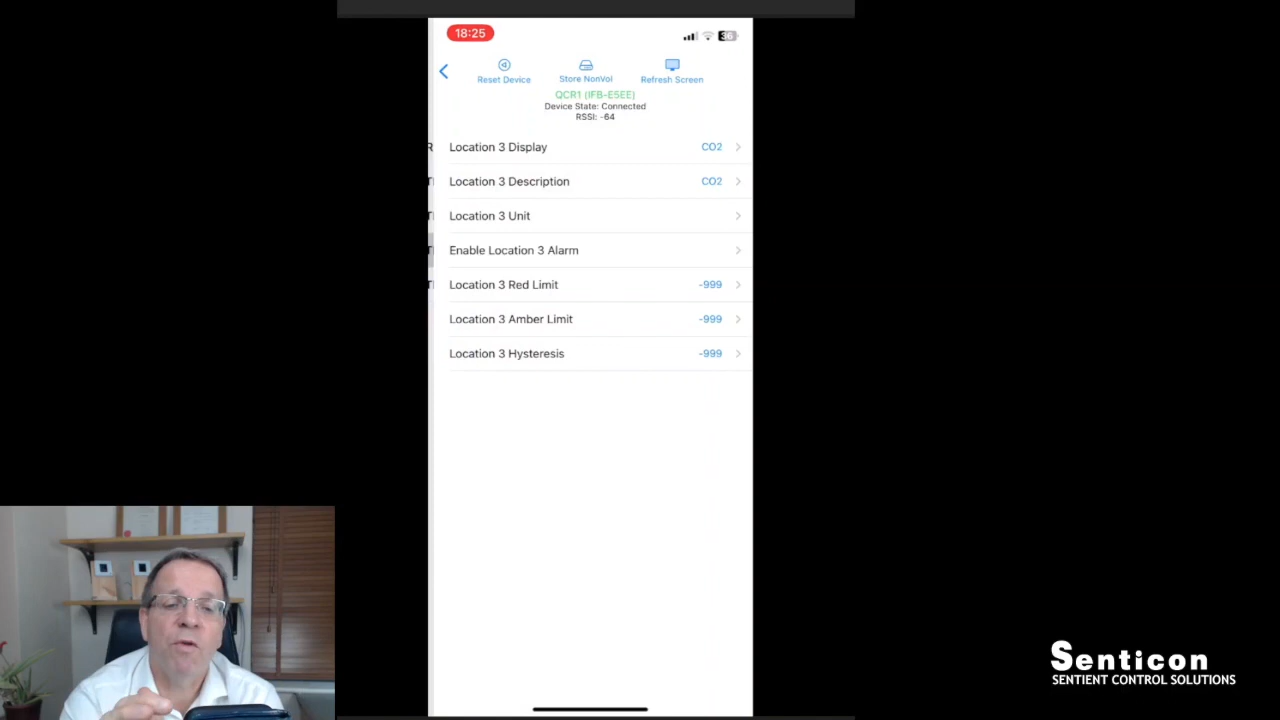 18:25
36
Reset Device
Store NonVol
Refresh Screen
QCR1 (IFB-E5EE)
Device State: Connected
RSSI: -64
Location 3 Display CO2
Location 3 Description CO2
Location 3 Unit
Enable Location 3 Alarm
Location 3 Red Limit -999
Location 3 Amber Limit -999
Location 3 Hysteresis -999
Senticon
SENTIENT CONTROL SOLUTIONS